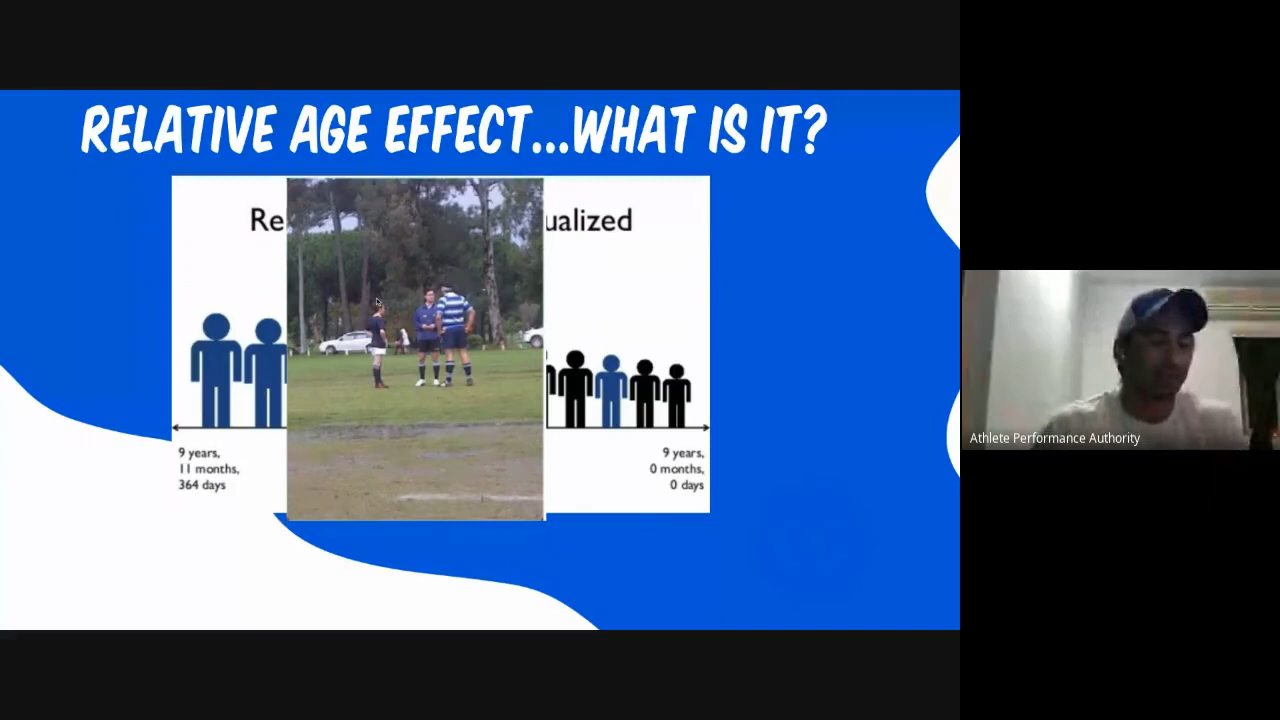 RELATIVE AGE EFFECT...WHAT IS IT?
Re ualized
9 years,
11 months,
364 days
9 years,
0 months,
0 days
Athlete Performance Authority